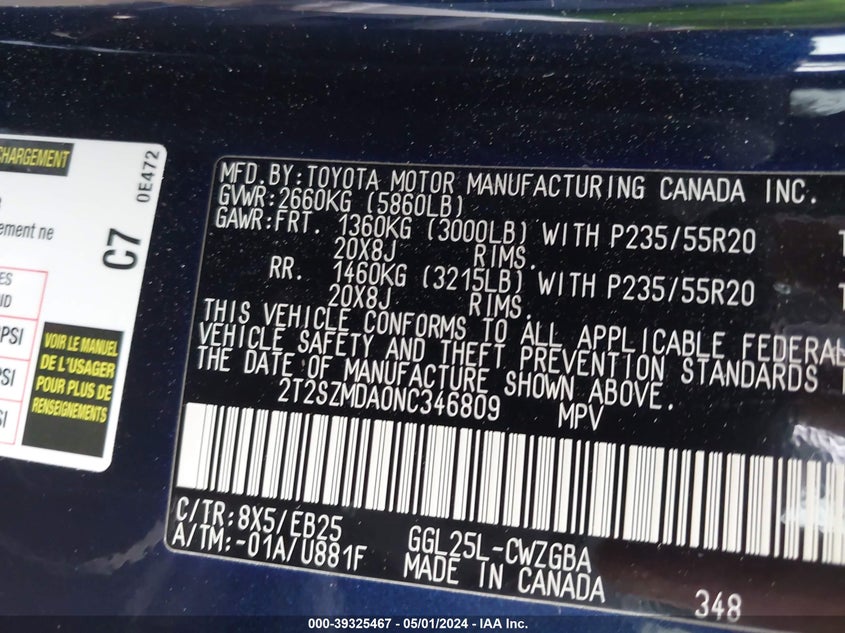 CHARGEMENT
0E472
C7
ement ne
ES
ID
PSI
PSI
SI
VOIR LE MANUEL
DE L'USAGER
POUR PLUS DE
RENSEIGNEMENTS
MFD.BY:TOYOTA MOTOR MANUFACTURING CANADA INC.
GVWR:2660KG (5860LB)
GAWR:FRT. 1360KG (3000LB) WITH P235/55R20
20X8J RIMS.
RR. 1460KG (3215LB) WITH P235/55R20
20X8J RIMS.
THIS VEHICLE CONFORMS TO ALL APPLICABLE FEDERAL
VEHICLE SAFETY AND THEFT PREVENTION STANDARDS
THE DATE OF MANUFACTURE SHOWN ABOVE.
2T2SZMDA0NC346809 MPV
C/TR:8X5/EB25
A/TM:-01A/U881F
GGL25L-CWZGBA
MADE IN CANADA
348
000-39325467 - 05/01/2024 - IAA Inc.